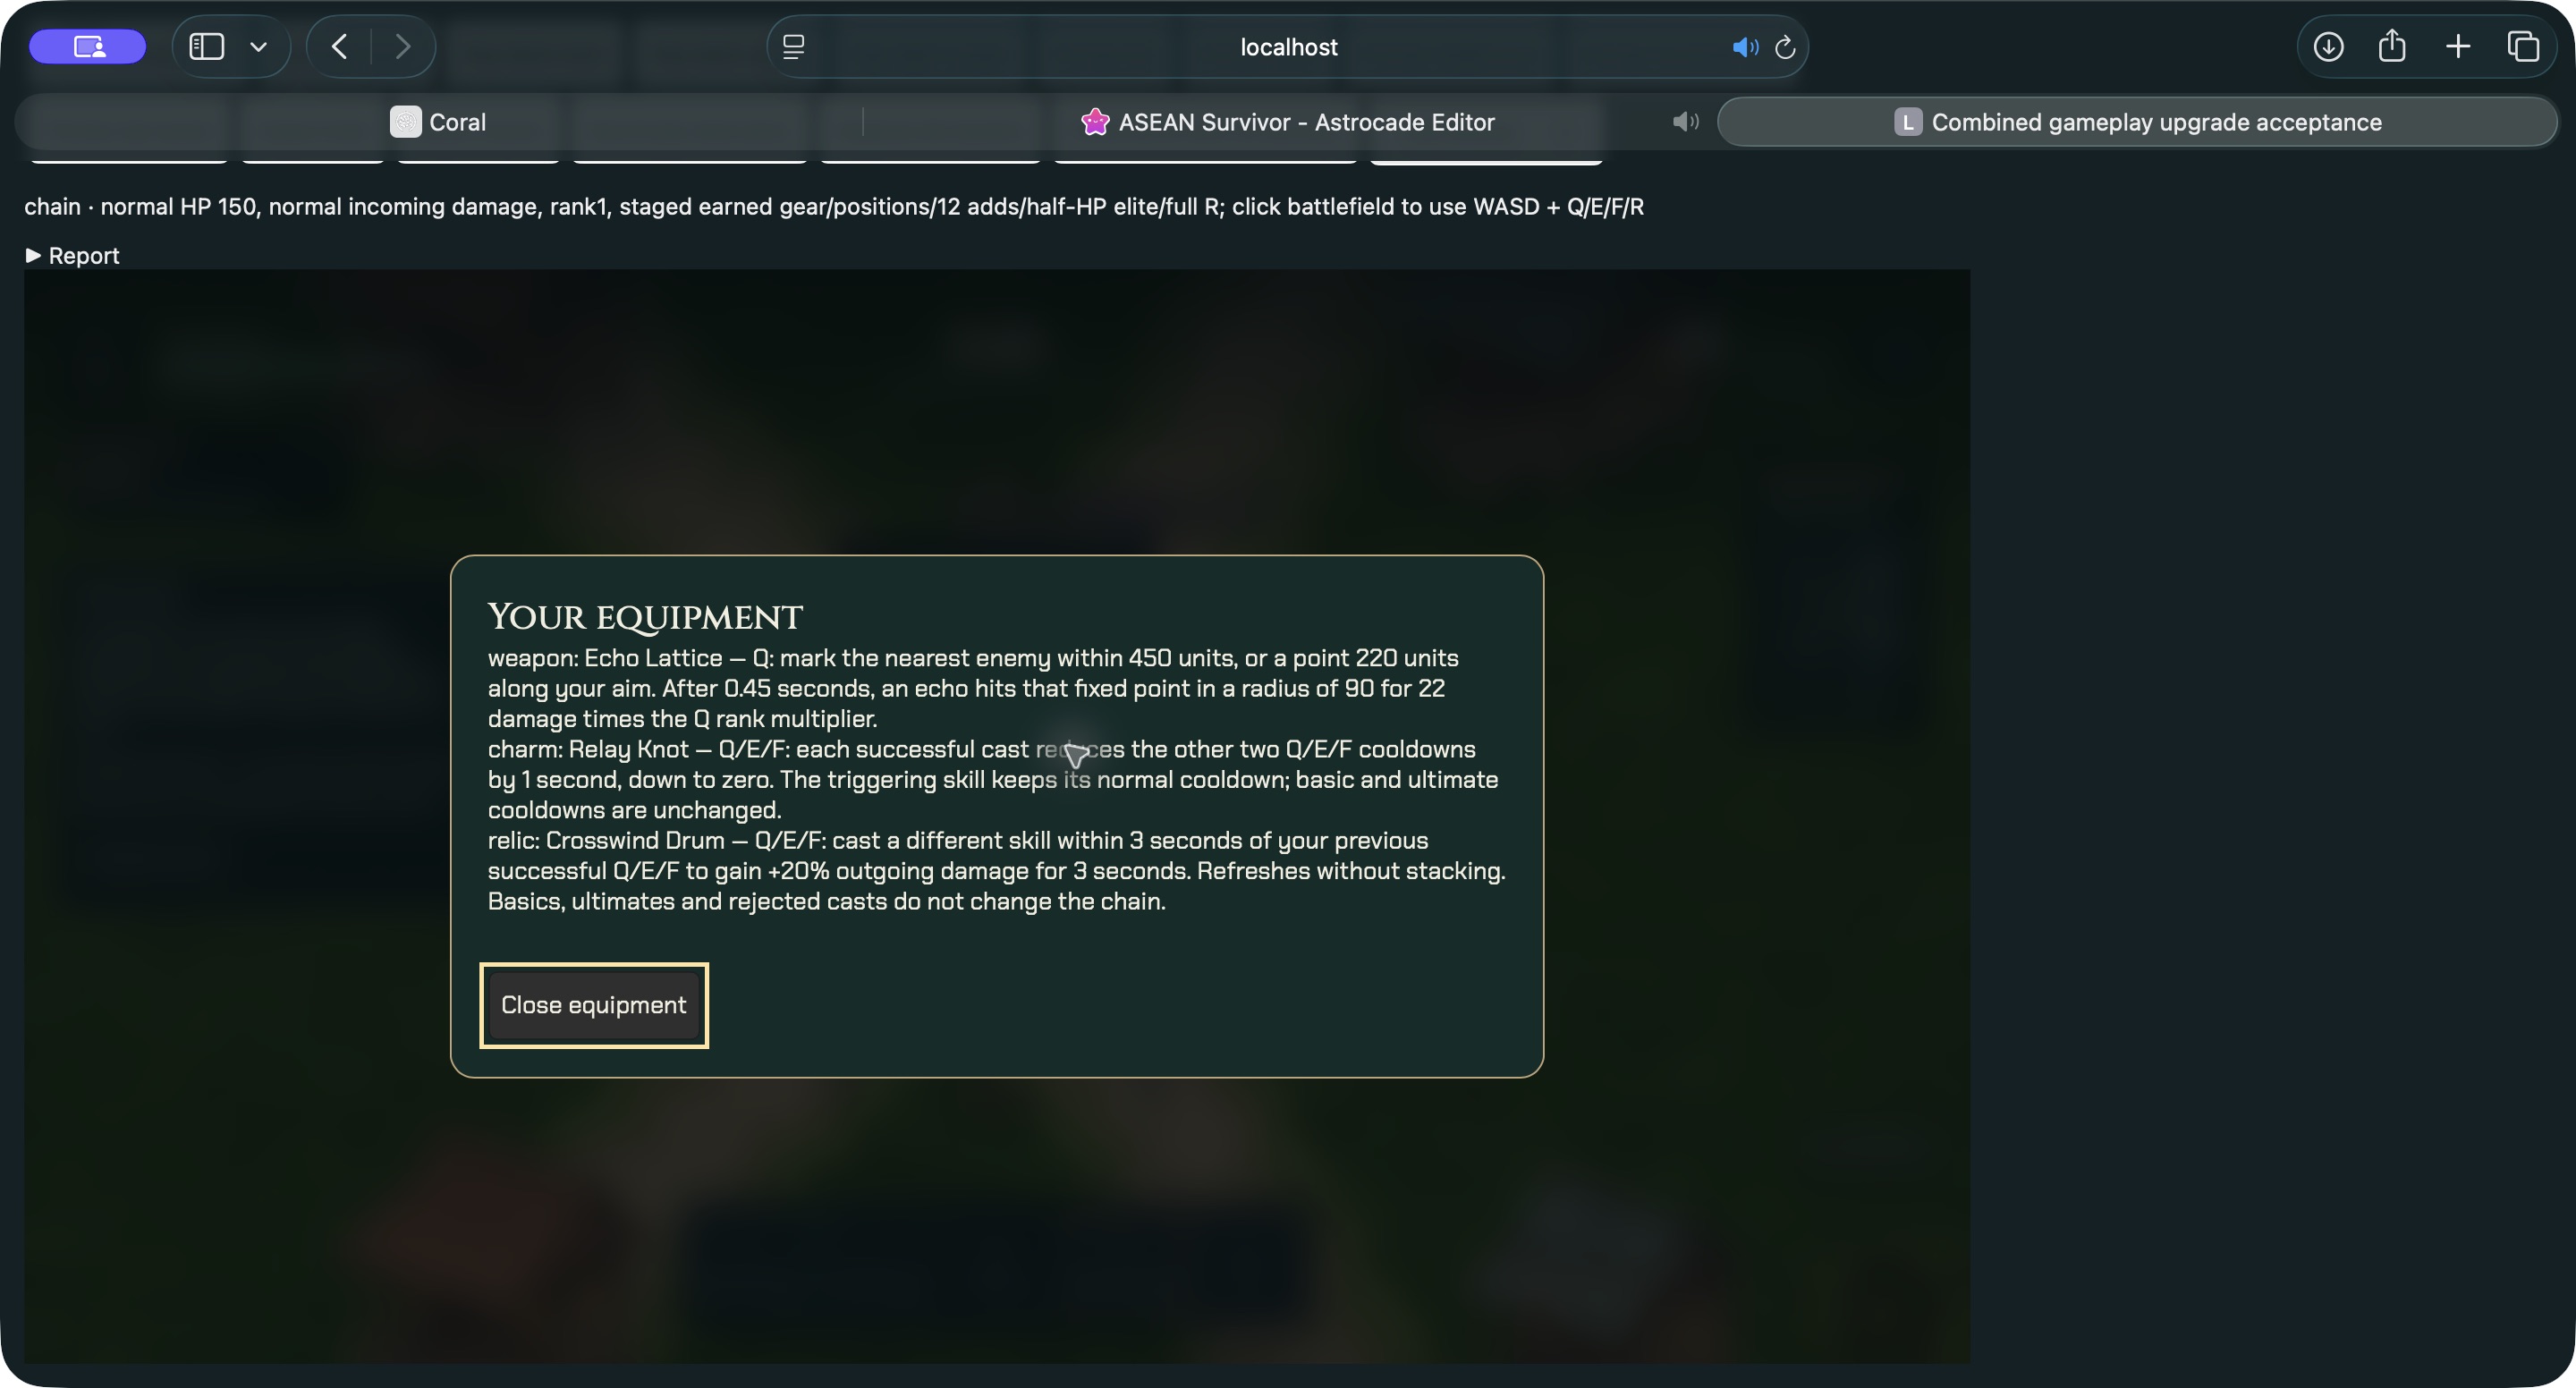 localhost
Coral
ASEAN Survivor - Astrocade Editor
L Combined gameplay upgrade acceptance
chain · normal HP 150, normal incoming damage, rank1, staged earned gear/positions/12 adds/half-HP elite/full R; click battlefield to use WASD + Q/E/F/R
▶ Report
Your equipment
weapon: Echo Lattice — Q: mark the nearest enemy within 450 units, or a point 220 units
along your aim. After 0.45 seconds, an echo hits that fixed point in a radius of 90 for 22
damage times the Q rank multiplier.
charm: Relay Knot — Q/E/F: each successful cast reduces the other two Q/E/F cooldowns
by 1 second, down to zero. The triggering skill keeps its normal cooldown; basic and ultimate
cooldowns are unchanged.
relic: Crosswind Drum — Q/E/F: cast a different skill within 3 seconds of your previous
successful Q/E/F to gain +20% outgoing damage for 3 seconds. Refreshes without stacking.
Basics, ultimates and rejected casts do not change the chain.
Close equipment